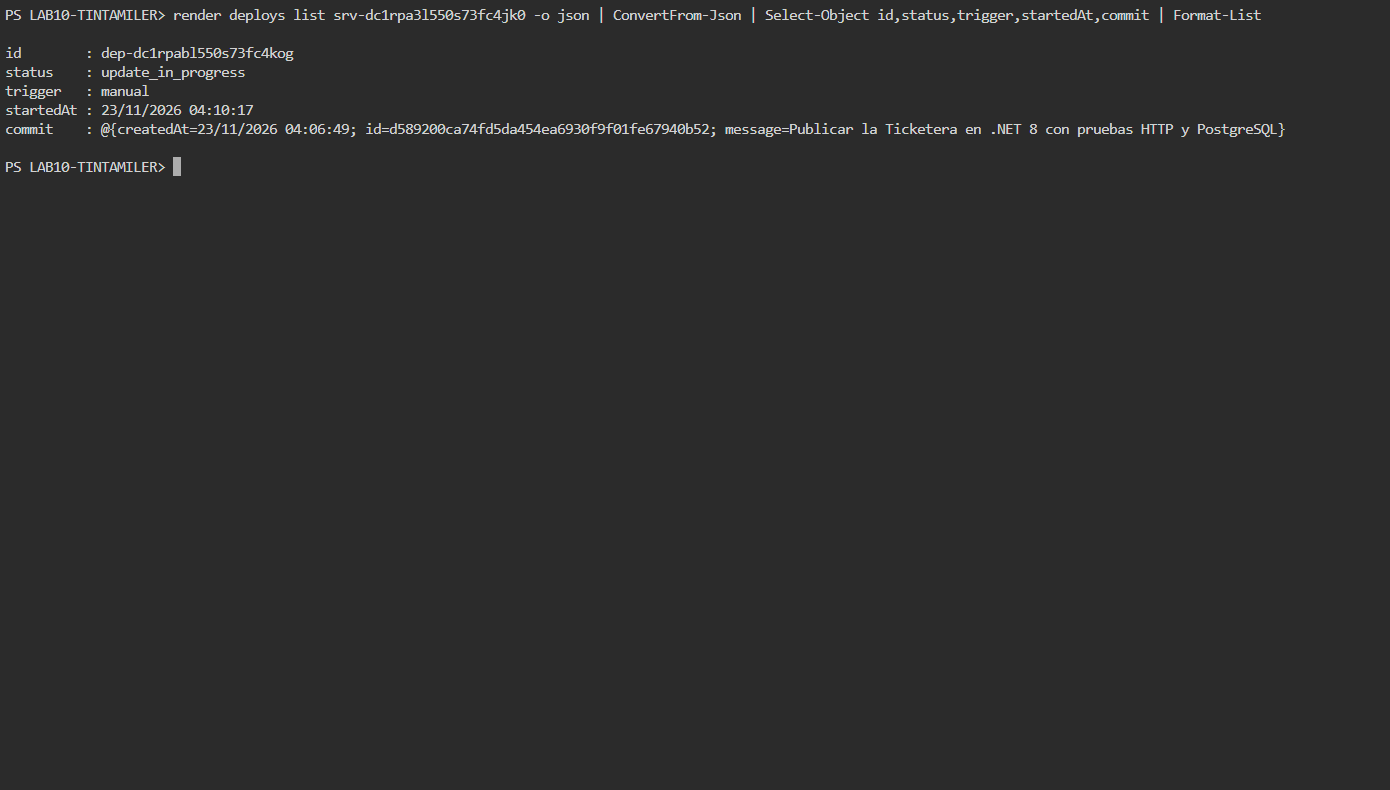 PS LAB10-TINTAMILER> render deploys list srv-dc1rpa3l550s73fc4jk0 -o json | ConvertFrom-Json | Select-Object id,status,trigger,startedAt,commit | Format-List
id        : dep-dc1rpabl550s73fc4kog
status    : update_in_progress
trigger   : manual
startedAt : 23/11/2026 04:10:17
commit    : @{createdAt=23/11/2026 04:06:49; id=d589200ca74fd5da454ea6930f9f01fe67940b52; message=Publicar la Ticketera en .NET 8 con pruebas HTTP y PostgreSQL}
PS LAB10-TINTAMILER>